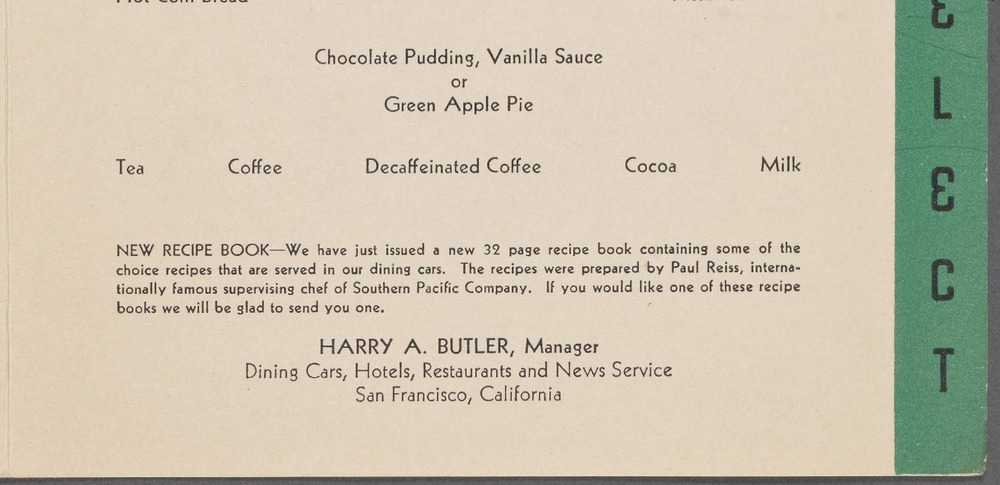 Hot Corn Bread
Chocolate Pudding, Vanilla Sauce
or
Green Apple Pie
Tea Coffee Decaffeinated Coffee Cocoa Milk
NEW RECIPE BOOK—We have just issued a new 32 page recipe book containing some of the
choice recipes that are served in our dining cars. The recipes were prepared by Paul Reiss, interna-
tionally famous supervising chef of Southern Pacific Company. If you would like one of these recipe
books we will be glad to send you one.
HARRY A. BUTLER, Manager
Dining Cars, Hotels, Restaurants and News Service
San Francisco, California
E
L
E
C
T